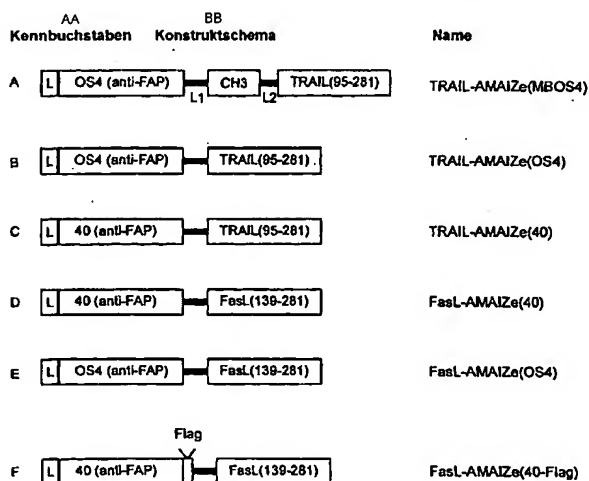 AA BB
Kennbuchstaben Konstruktschema Name
A L OS4 (anti-FAP) CH3 TRAIL(95-281) TRAIL-AMAIZe(MBOS4)
L1 L2
B L OS4 (anti-FAP) TRAIL(95-281) TRAIL-AMAIZe(OS4)
C L 40 (anti-FAP) TRAIL(95-281) TRAIL-AMAIZe(40)
D L 40 (anti-FAP) FasL(139-281) FasL-AMAIZe(40)
E L OS4 (anti-FAP) FasL(139-281) FasL-AMAIZe(OS4)
Flag
F L 40 (anti-FAP) FasL(139-281) FasL-AMAIZe(40-Flag)